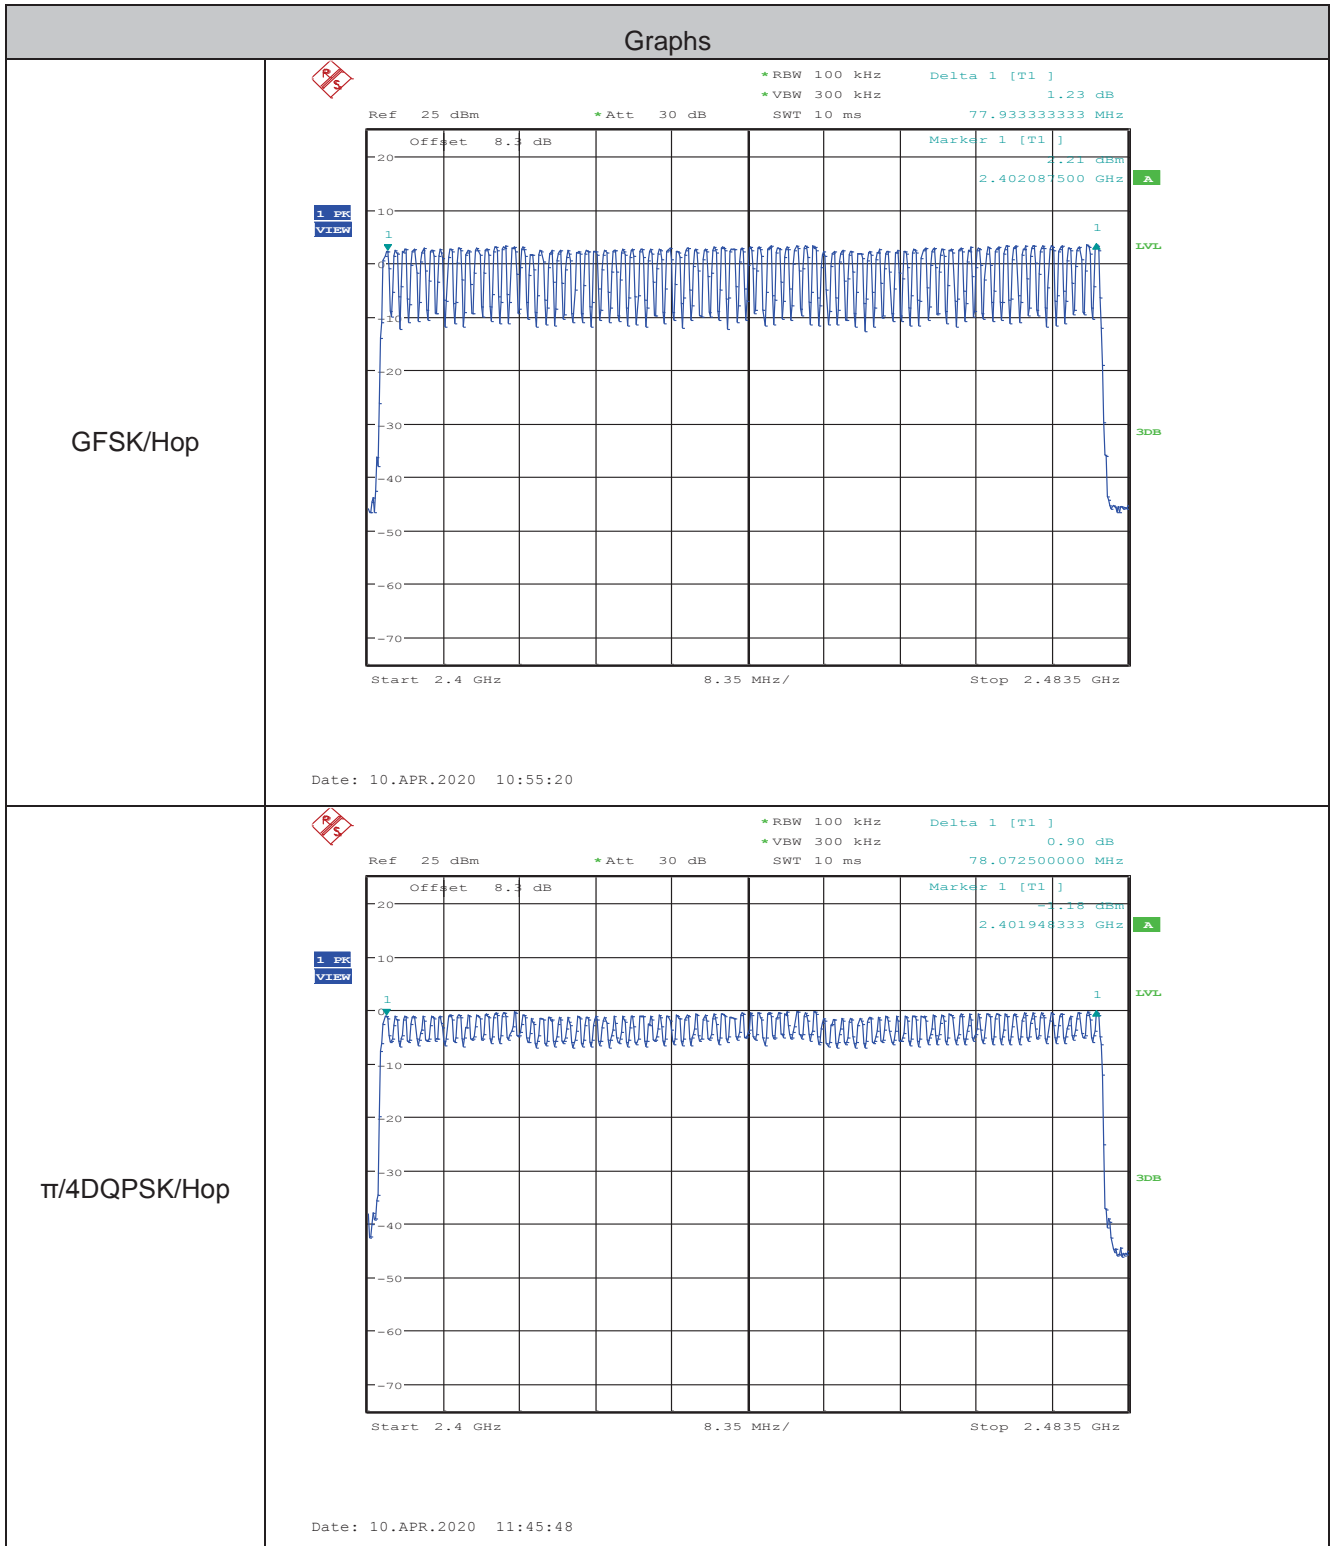 Graphs
GFSK/Hop
R S
*RBW 100 kHz Delta 1 [T1 ]
*VBW 300 kHz 1.23 dB
Ref 25 dBm *Att 30 dB SWT 10 ms 77.933333333 MHz
Offset 8.3 dB Marker 1 [T1 ]
20 2.21 dBm
2.402087500 GHz A
1 PK
VIEW
10
1 1
LVL
0
-10
-20
-30
3DB
-40
-50
-60
-70
Start 2.4 GHz 8.35 MHz/ Stop 2.4835 GHz
Date: 10.APR.2020 10:55:20
π/4DQPSK/Hop
R S
*RBW 100 kHz Delta 1 [T1 ]
*VBW 300 kHz 0.90 dB
Ref 25 dBm *Att 30 dB SWT 10 ms 78.072500000 MHz
Offset 8.3 dB Marker 1 [T1 ]
20 -1.18 dBm
2.401948333 GHz A
1 PK
VIEW
10
1 1
LVL
0
-10
-20
-30
3DB
-40
-50
-60
-70
Start 2.4 GHz 8.35 MHz/ Stop 2.4835 GHz
Date: 10.APR.2020 11:45:48